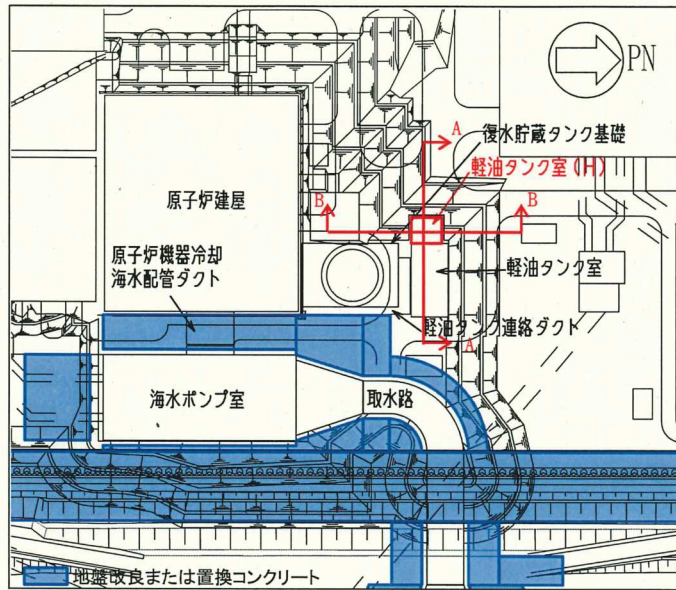 PN
A
復水貯蔵タンク基礎
軽油タンク室(H)
B
B
原子炉建屋
原子炉機器冷却
海水配管ダクト
軽油タンク室
軽油タンク連絡ダクト
A
海水ポンプ室
取水路
地盤改良または置換コンクリート